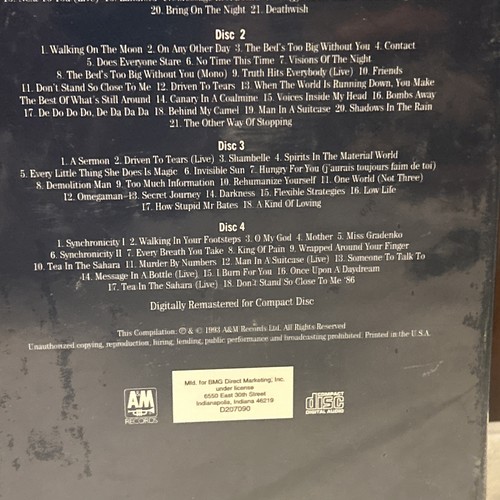 20. Bring On The Night 21. Deathwish
Disc 2
1. Walking On The Moon 2. On Any Other Day 3. The Bed's Too Big Without You 4. Contact
5. Does Everyone Stare 6. No Time This Time 7. Visions Of The Night
8. The Bed's Too Big Without You (Mono) 9. Truth Hits Everybody (Live) 10. Friends
11. Don't Stand So Close To Me 12. Driven To Tears 13. When The World Is Running Down, You Make
The Best Of What's Still Around 14. Canary In A Coalmine 15. Voices Inside My Head 16. Bombs Away
17. De Do Do Do, De Da Da Da 18. Behind My Camel 19. Man In A Suitcase 20. Shadows In The Rain
21. The Other Way Of Stopping
Disc 3
1. A Sermon 2. Driven To Tears (Live) 3. Shambelle 4. Spirits In The Material World
5. Every Little Thing She Does Is Magic 6. Invisible Sun 7. Hungry For You (j'aurais toujours faim de toi)
8. Demolition Man 9. Too Much Information 10. Rehumanize Yourself 11. One World (Not Three)
12. Omegaman 13. Secret Journey 14. Darkness 15. Flexible Strategies 16. Low Life
17. How Stupid Mr Bates 18. A Kind Of Loving
Disc 4
1. Synchronicity I 2. Walking In Your Footsteps 3. O My God 4. Mother 5. Miss Gradenko
6. Synchronicity II 7. Every Breath You Take 8. King Of Pain 9. Wrapped Around Your Finger
10. Tea In The Sahara 11. Murder By Numbers 12. Man In A Suitcase (Live) 13. Someone To Talk To
14. Message In A Bottle (Live) 15. I Burn For You 16. Once Upon A Daydream
17. Tea In The Sahara (Live) 18. Don't Stand So Close To Me '86
Digitally Remastered for Compact Disc
This Compilation: ℗ & © 1993 A&M Records Ltd. All Rights Reserved
Unauthorized copying, reproduction, hiring, lending, public performance and broadcasting prohibited. Printed in the U.S.A.
Mfd. for BMG Direct Marketing, Inc.
under license
6550 East 30th Street
Indianapolis, Indiana 46219
D207090
A&M
RECORDS
COMPACT
disc
DIGITAL AUDIO